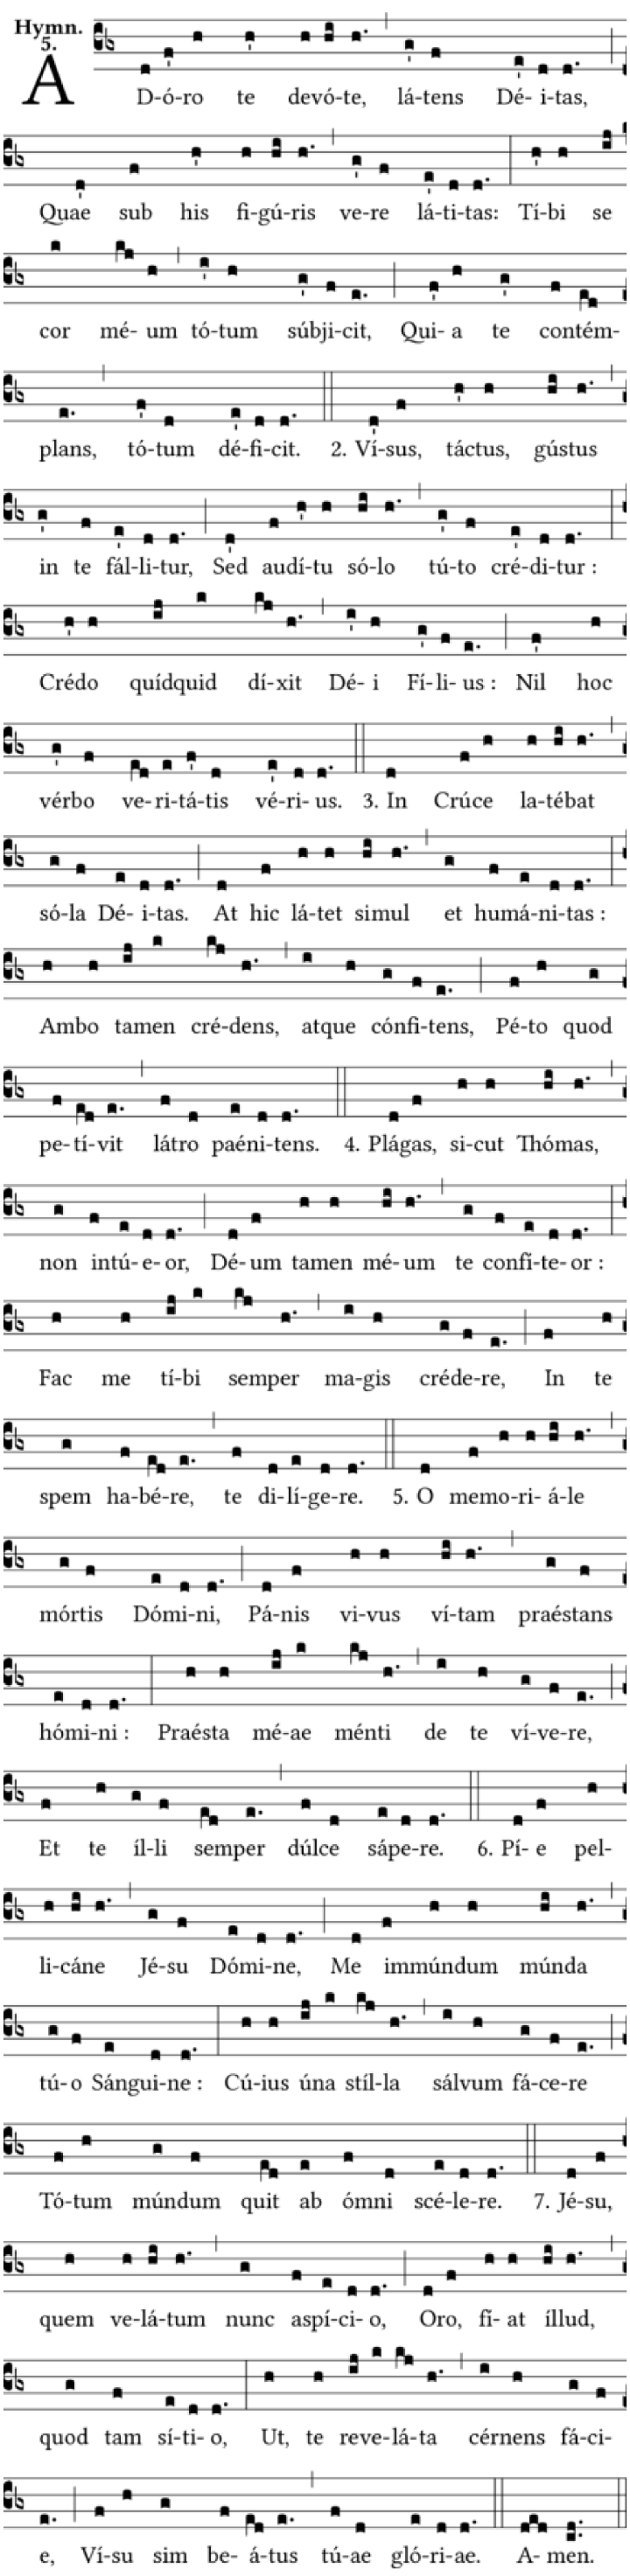 Hymn.
5.
AD-ó-ro te devó-te, lá-tens Dé- i-tas,
Quae sub his fi-gú-ris ve-re lá-ti-tas: Tí-bi se
cor mé- um tó-tum súbji-cit, Qui- a te contém-
plans, tó-tum dé-fi-cit. 2. Ví-sus, táctus, gústus
in te fál-li-tur, Sed audí-tu só-lo tú-to cré-di-tur :
Crédo quídquid dí-xit Dé- i Fí-li- us : Nil hoc
vérbo ve-ri-tá-tis vé-ri- us. 3. In Crúce la-tébat
só-la Dé- i-tas. At hic lá-tet simul et humá-ni-tas :
Ambo tamen cré-dens, atque cónfi-tens, Pé-to quod
pe-tí-vit látro paéni-tens. 4. Plágas, si-cut Thómas,
non intú-e-or, Dé-um tamen mé-um te confí-te-or :
Fac me tí-bi semper ma-gis créde-re, In te
spem ha-bé-re, te di-lí-ge-re. 5. O memo-ri- á-le
mórtis Dómi-ni, Pá-nis vi-vus ví-tam praéstans
hómi-ni : Praésta mé-ae ménti de te ví-ve-re,
Et te íl-li semper dúlce sápe-re. 6. Pí- e pel-
li-cáne Jé-su Dómi-ne, Me immúndum múnda
tú-o Sángui-ne : Cú-ius úna stíl-la sálvum fá-ce-re
Tó-tum múndum quit ab ómni scé-le-re. 7. Jé-su,
quem ve-lá-tum nunc aspí-ci- o, Oro, fí- at íllud,
quod tam sí-ti- o, Ut, te reve-lá-ta cérnens fá-ci-
e, Ví-su sim be- á-tus tú-ae gló-ri- ae. A- men.